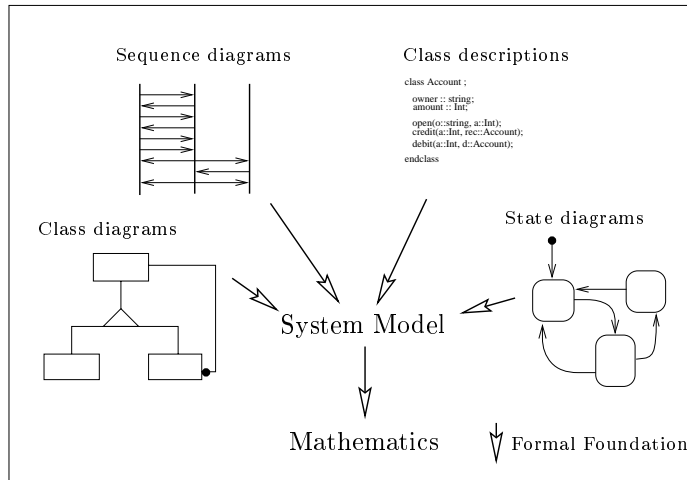 Sequence diagrams
Class descriptions
class Account ;
owner :: string;
amount :: Int;
open(o::string, a::Int);
credit(a::Int, rec::Account);
debit(a::Int, d::Account);
endclass
Class diagrams
State diagrams
System Model
Mathematics
Formal Foundation